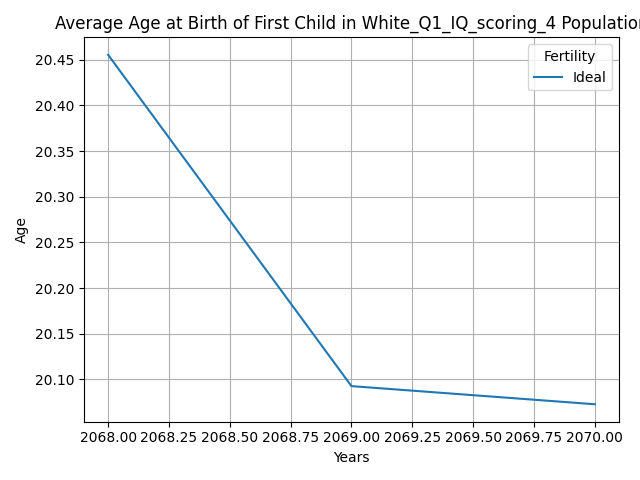 Average Age at Birth of First Child in White_Q1_IQ_scoring_4 Population
Fertility
Ideal
20.45
20.40
20.35
20.30
20.25
20.20
20.15
20.10
Age
2068.00 2068.25 2068.50 2068.75 2069.00 2069.25 2069.50 2069.75 2070.00
Years